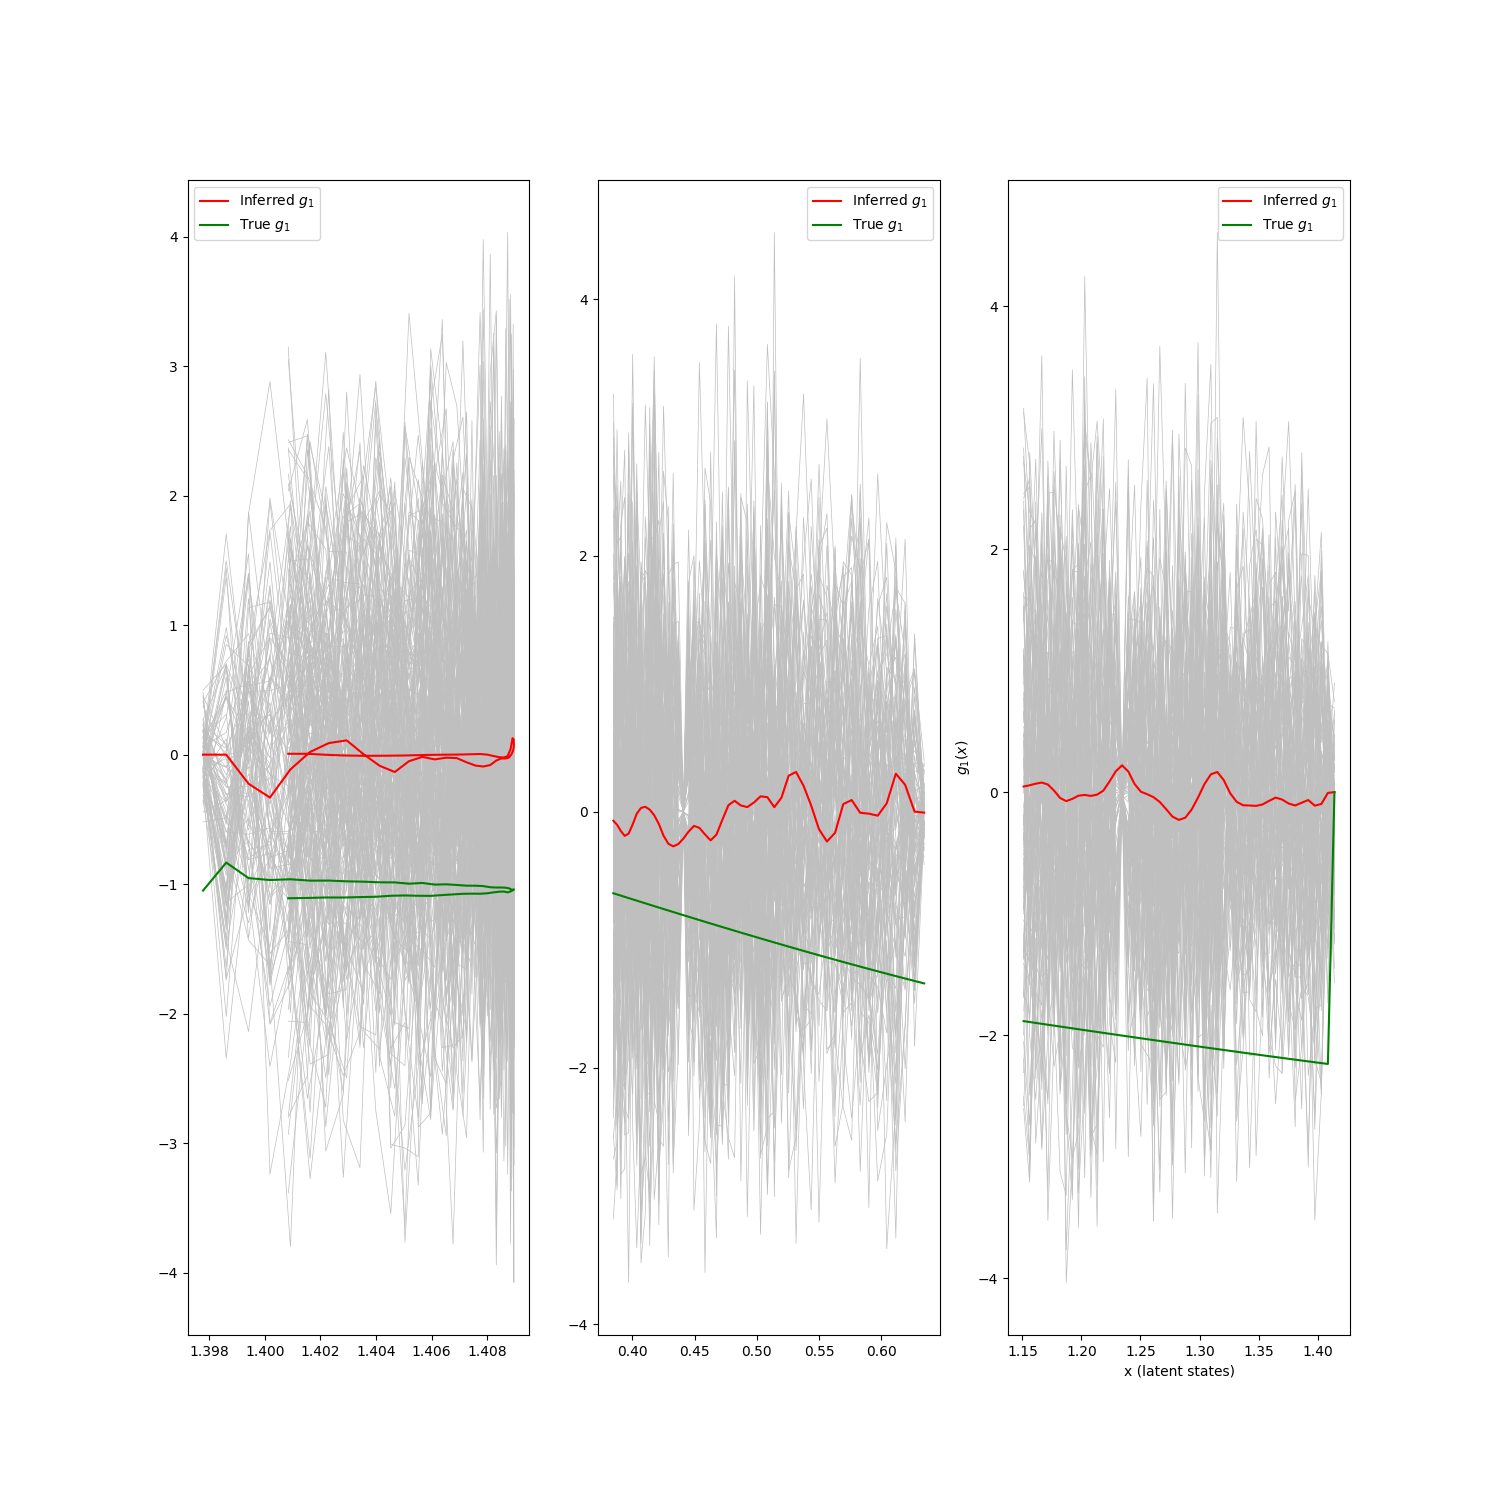 Inferred g₁
True g₁
4
3
2
1
0
−1
−2
−3
−4
1.398 1.400 1.402 1.404 1.406 1.408
Inferred g₁
True g₁
4
2
0
−2
−4
0.40 0.45 0.50 0.55 0.60
Inferred g₁
True g₁
g₁(x)
4
2
0
−2
−4
1.15 1.20 1.25 1.30 1.35 1.40
x (latent states)